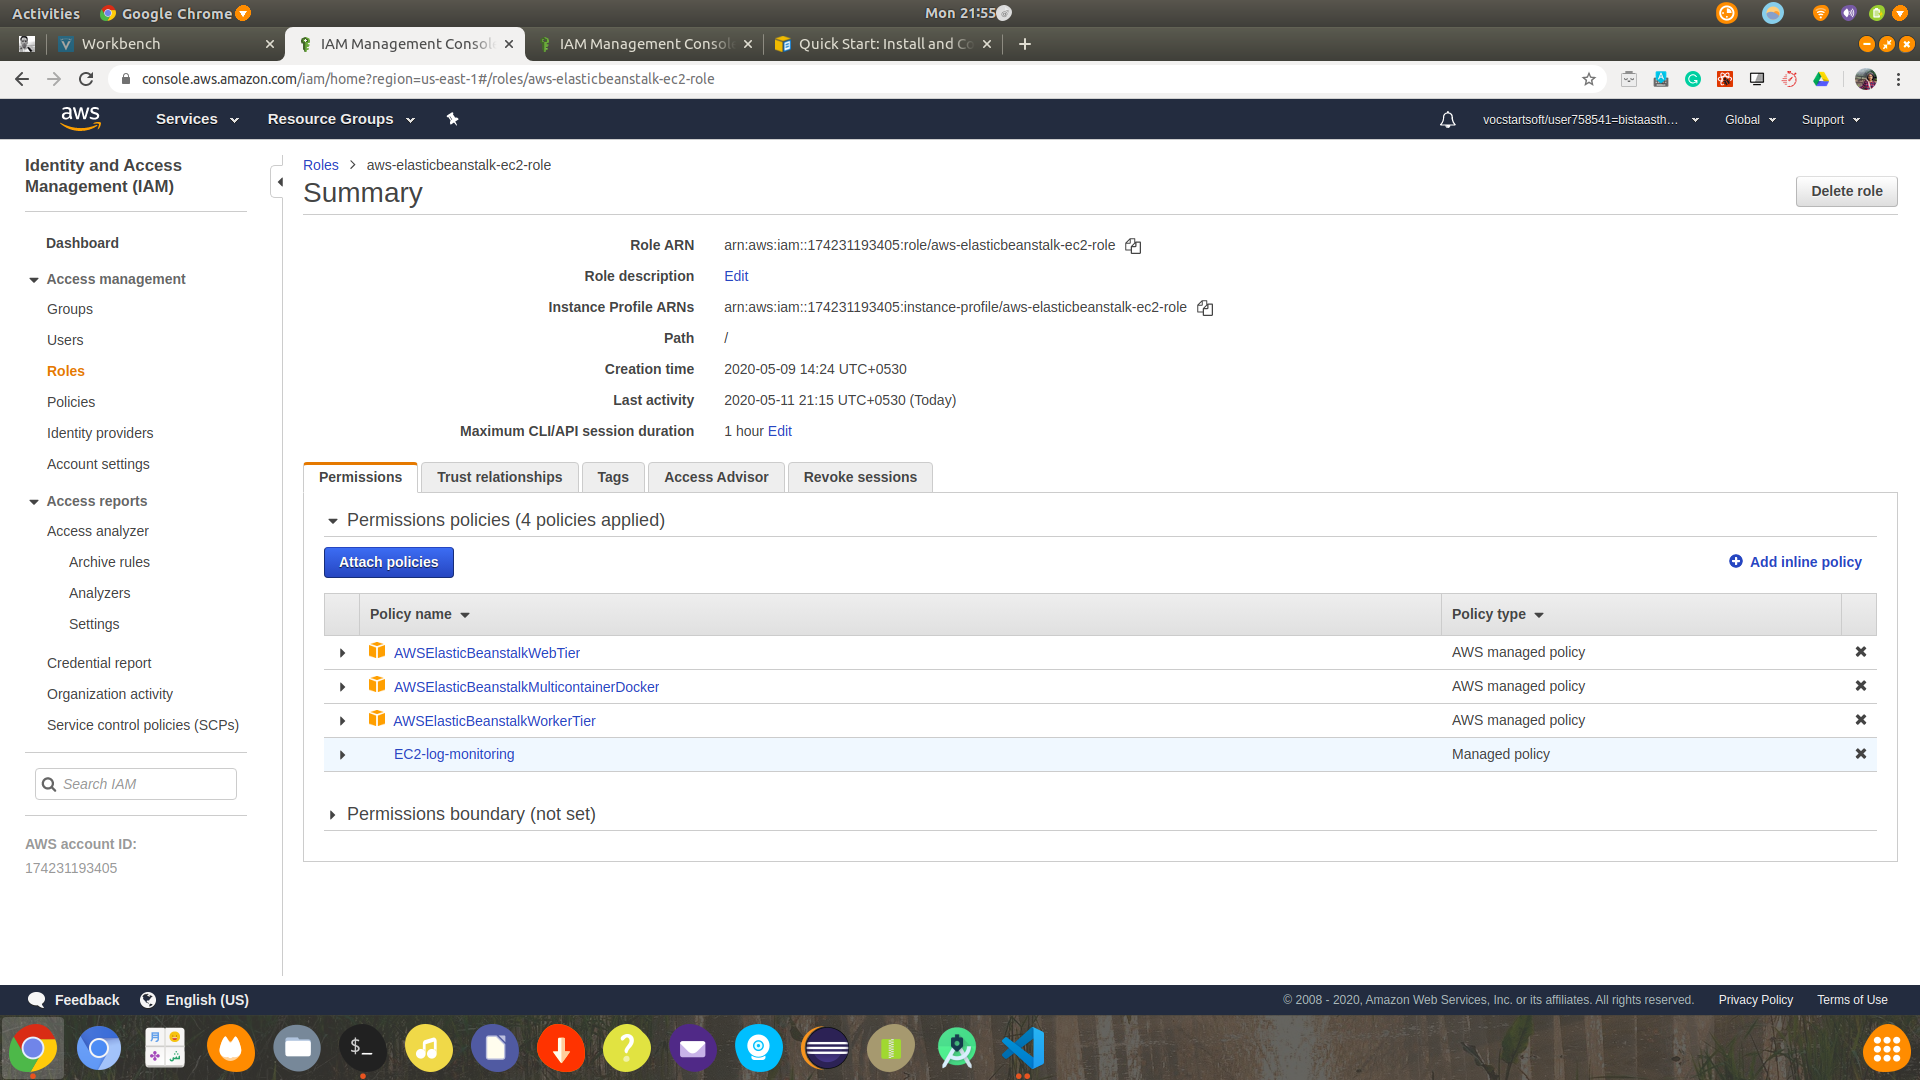 Activities
Google Chrome
Mon 21:55
Workbench
IAM Management Consol
IAM Management Consol
Quick Start: Install and Co
console.aws.amazon.com/iam/home?region=us-east-1#/roles/aws-elasticbeanstalk-ec2-role
aws
Services
Resource Groups
vocstartsoft/user758541=bistaasth...
Global
Support
Identity and Access
Management (IAM)
Dashboard
Access management
Groups
Users
Roles
Policies
Identity providers
Account settings
Access reports
Access analyzer
Archive rules
Analyzers
Settings
Credential report
Organization activity
Service control policies (SCPs)
Search IAM
AWS account ID:
174231193405
Roles
aws-elasticbeanstalk-ec2-role
Summary
Delete role
Role ARN
arn:aws:iam::174231193405:role/aws-elasticbeanstalk-ec2-role
Role description
Edit
Instance Profile ARNs
arn:aws:iam::174231193405:instance-profile/aws-elasticbeanstalk-ec2-role
Path
/
Creation time
2020-05-09 14:24 UTC+0530
Last activity
2020-05-11 21:15 UTC+0530 (Today)
Maximum CLI/API session duration
1 hour Edit
Permissions
Trust relationships
Tags
Access Advisor
Revoke sessions
Permissions policies (4 policies applied)
Attach policies
Add inline policy
Policy name
Policy type
AWSElasticBeanstalkWebTier
AWS managed policy
AWSElasticBeanstalkMulticontainerDocker
AWS managed policy
AWSElasticBeanstalkWorkerTier
AWS managed policy
EC2-log-monitoring
Managed policy
Permissions boundary (not set)
Feedback
English (US)
© 2008 - 2020, Amazon Web Services, Inc. or its affiliates. All rights reserved.
Privacy Policy
Terms of Use